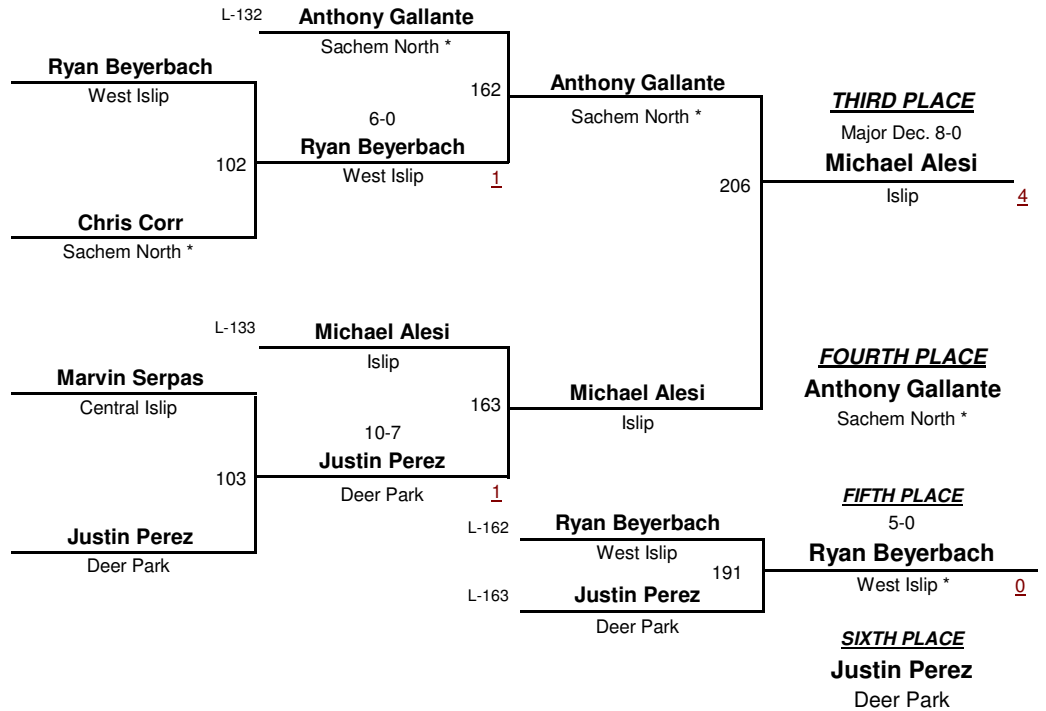 L-132
Anthony Gallante
Sachem North *
Ryan Beyerbach
West Islip
162
Anthony Gallante
Sachem North *
6-0
Ryan Beyerbach
West Islip
1
102
Chris Corr
Sachem North *
THIRD PLACE
Major Dec. 8-0
Michael Alesi
Islip
4
206
L-133
Michael Alesi
Islip
Marvin Serpas
Central Islip
163
Michael Alesi
Islip
10-7
Justin Perez
Deer Park
1
103
Justin Perez
Deer Park
FOURTH PLACE
Anthony Gallante
Sachem North *
L-162
Ryan Beyerbach
West Islip
191
L-163
Justin Perez
Deer Park
FIFTH PLACE
5-0
Ryan Beyerbach
West Islip *
0
SIXTH PLACE
Justin Perez
Deer Park